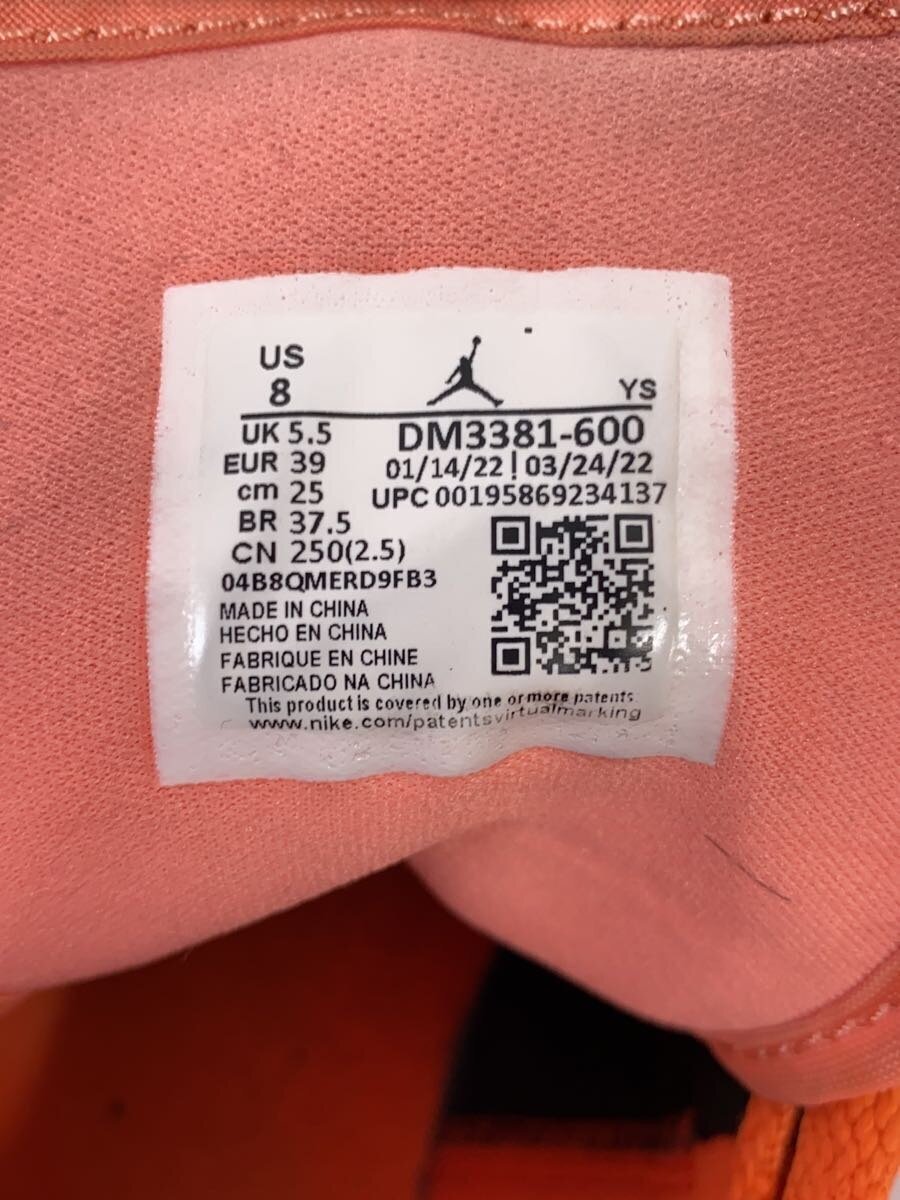 US
8
YS
UK 5.5
DM3381-600
EUR 39
01/14/22 | 03/24/22
cm 25
UPC 00195869234137
BR 37.5
CN 250(2.5)
04B8QMERD9FB3
MADE IN CHINA
HECHO EN CHINA
FABRIQUE EN CHINE
FABRICADO NA CHINA
This product is covered by one or more patents
www.nike.com/patentsvirtualmarking